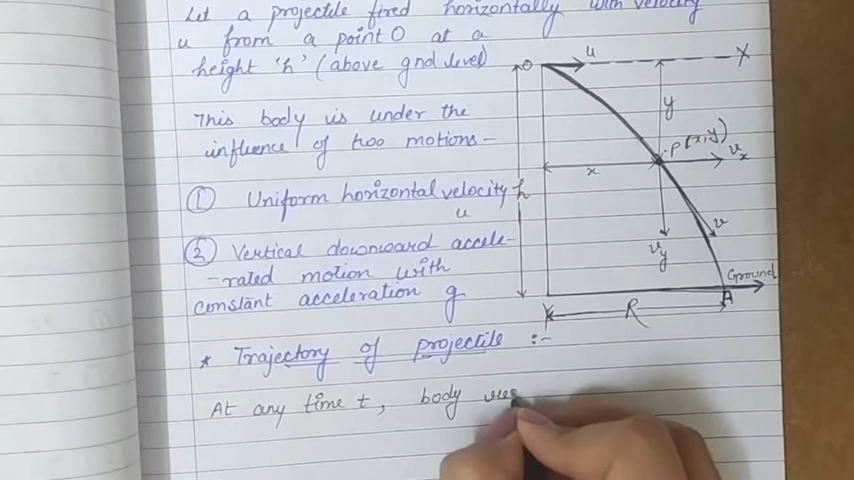 Let a projectile fired horizontally with velocity
u from a point O at a
height 'h' (above gnd level)
This body is under the
influence of two motions-
① Uniform horizontal velocity
u
② Vertical downward accele-
-rated motion with
constant acceleration g
* Trajectory of projectile :-
At any time t, body
O u X
y
P(x,y) vx
x
h
v
vy
Ground
A
Y R